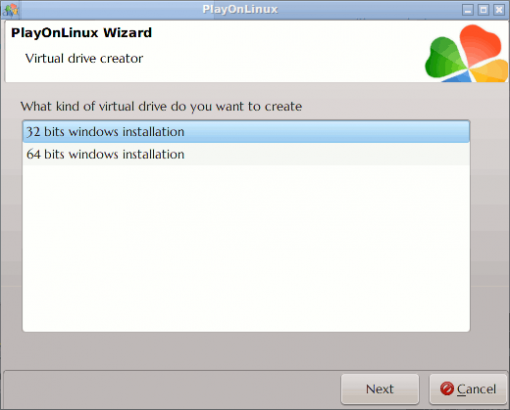 PlayOnLinux
PlayOnLinux Wizard
Virtual drive creator
What kind of virtual drive do you want to create
32 bits windows installation
64 bits windows installation
Next
Cancel